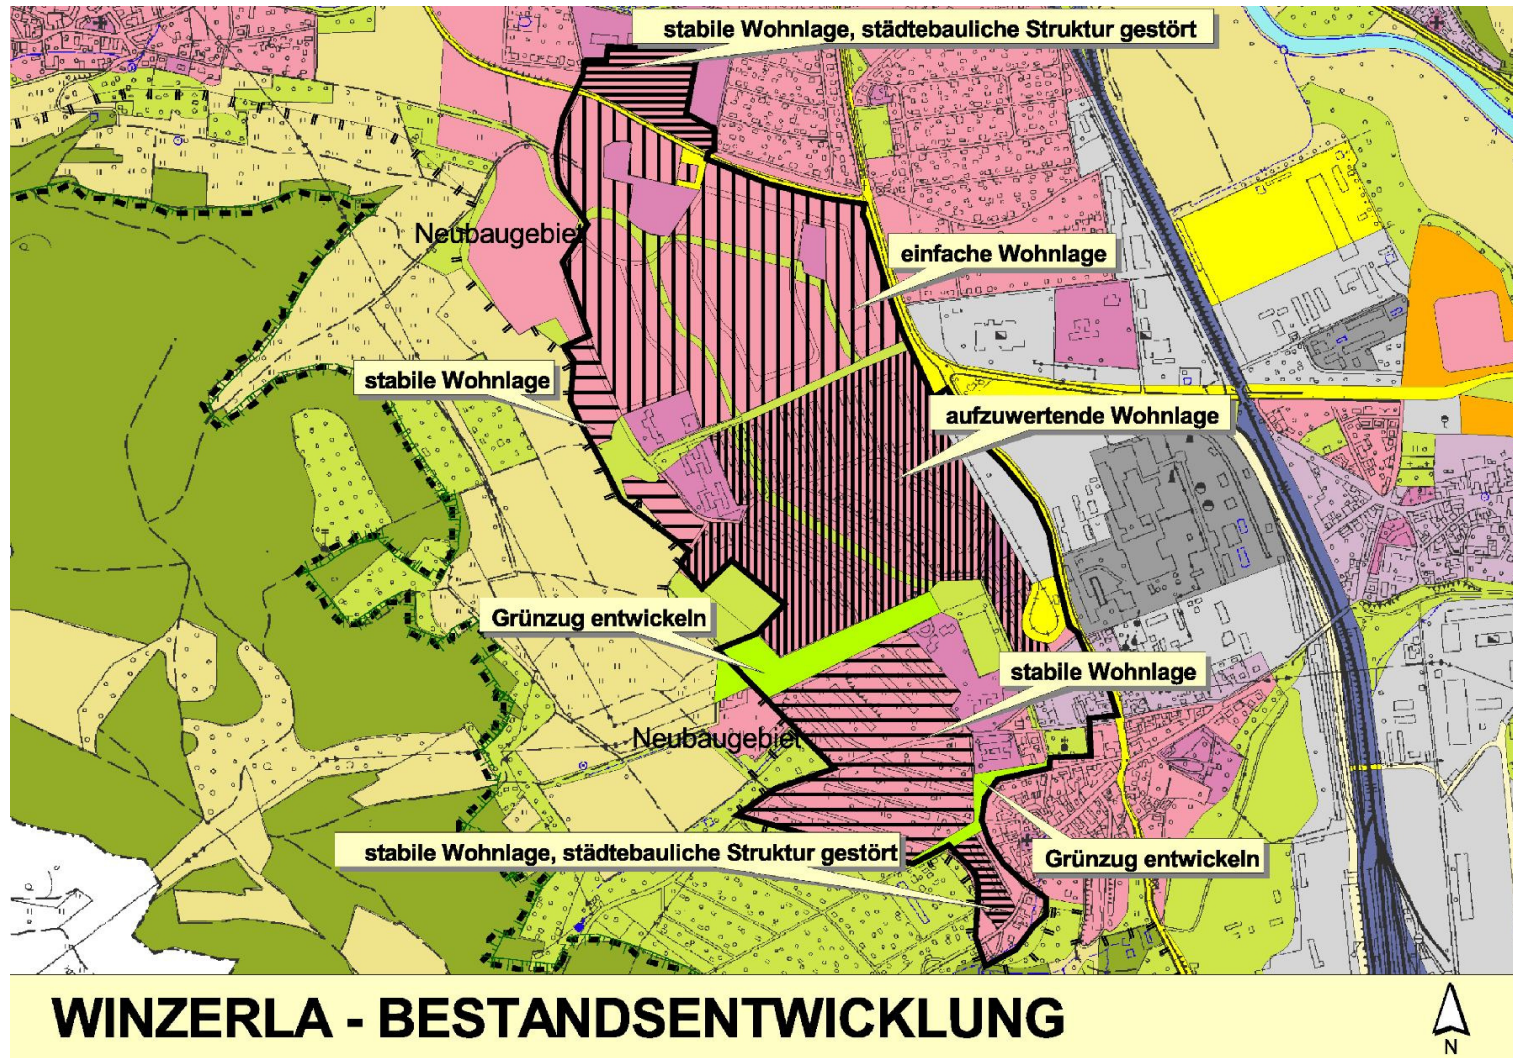 stabile Wohnlage, städtebauliche Struktur gestört
Neubaugebiet
einfache Wohnlage
stabile Wohnlage
aufzuwertende Wohnlage
Grünzug entwickeln
stabile Wohnlage
Neubaugebiet
stabile Wohnlage, städtebauliche Struktur gestört
Grünzug entwickeln
WINZERLA - BESTANDSENTWICKLUNG
N